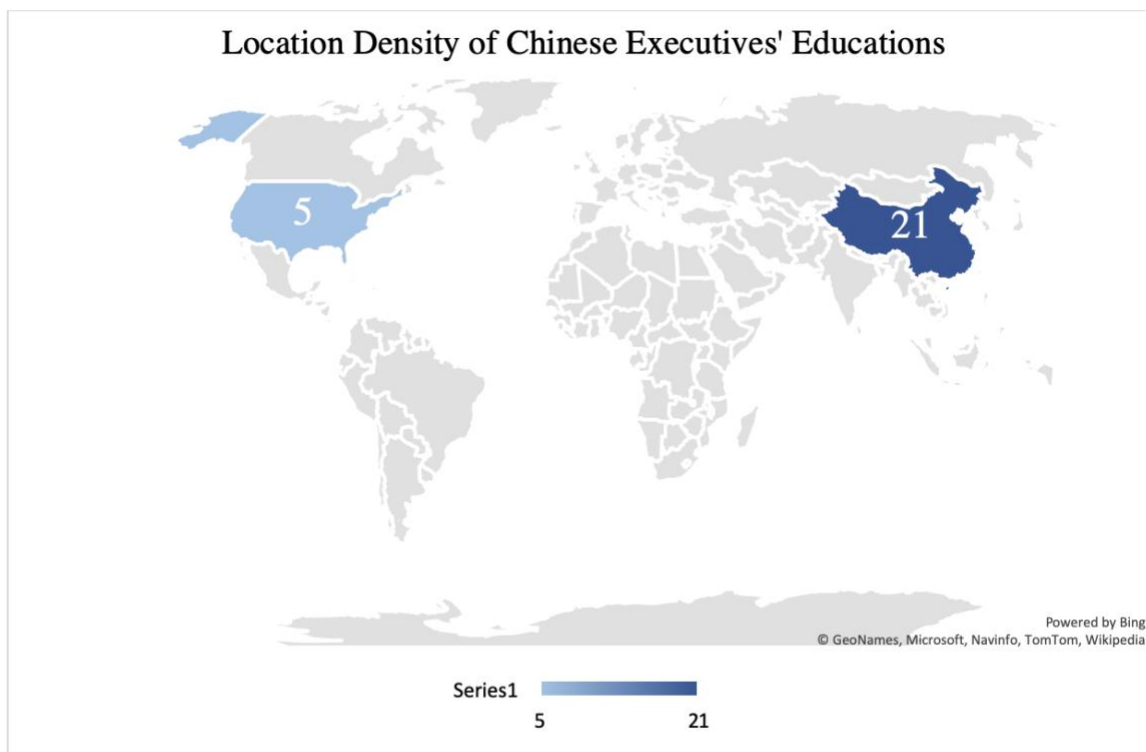 Location Density of Chinese Executives' Educations
5
21
Powered by Bing
© GeoNames, Microsoft, Navinfo, TomTom, Wikipedia
Series1
5
21